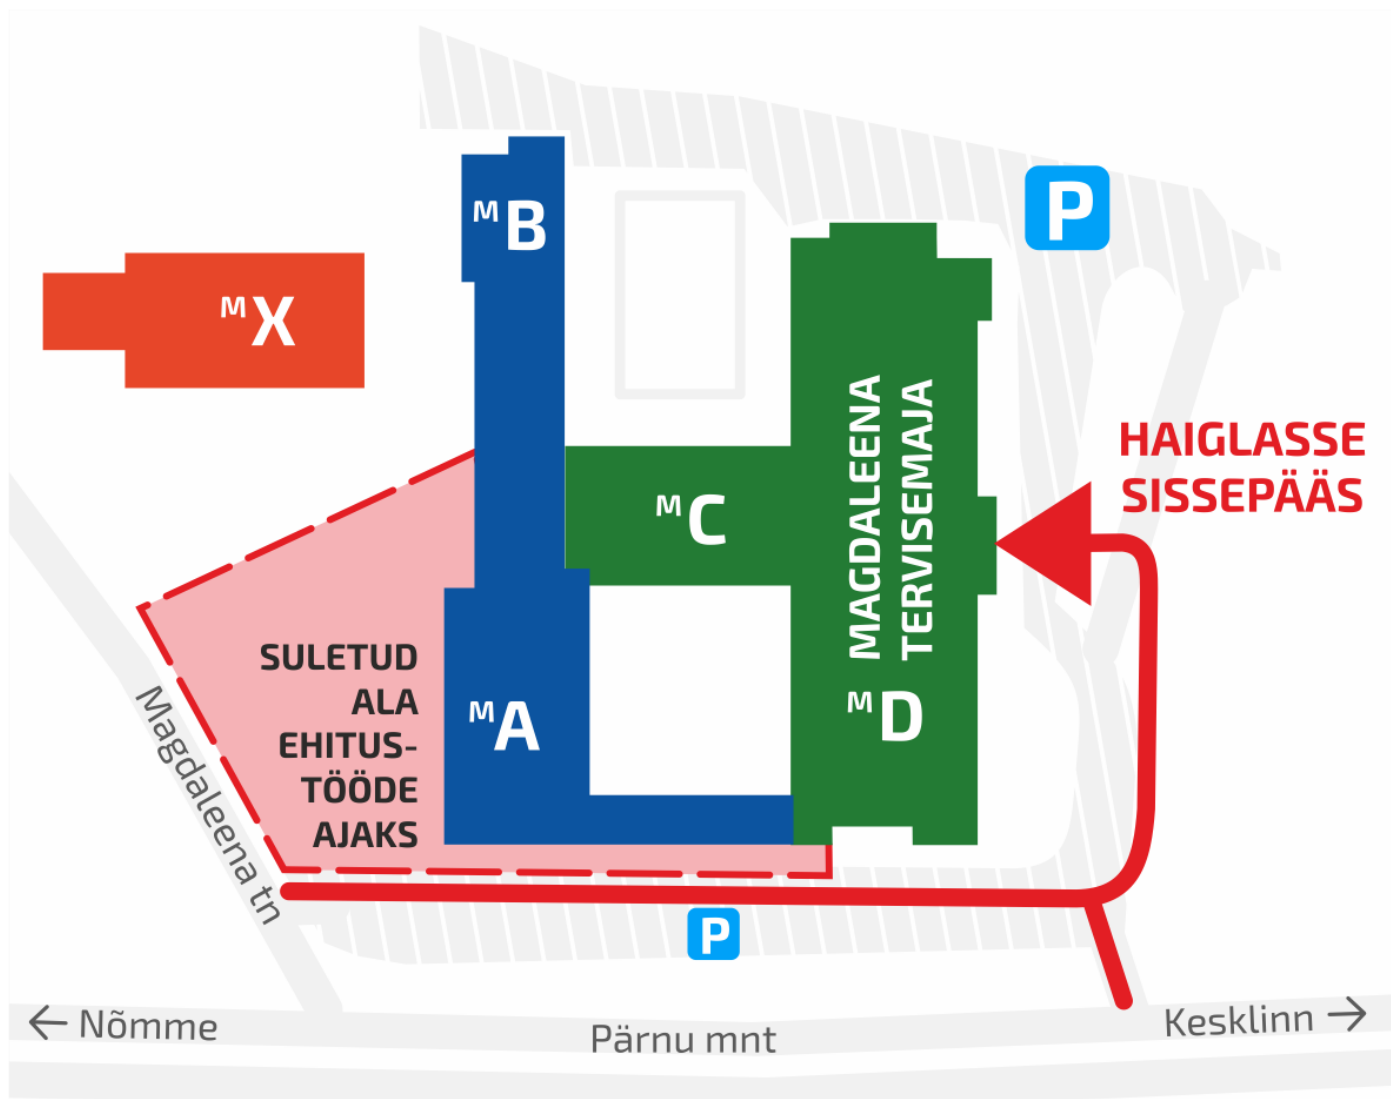 P
MB
MX
MAGDALEENA
TERVISEMAJA
HAIGLASSE
SISSEPÄÄS
MC
SULETUD
ALA
EHITUS-
TÖÖDE
AJAKS
MA
MD
Magdaleena tn
P
← Nõmme
Pärnu mnt
Kesklinn →